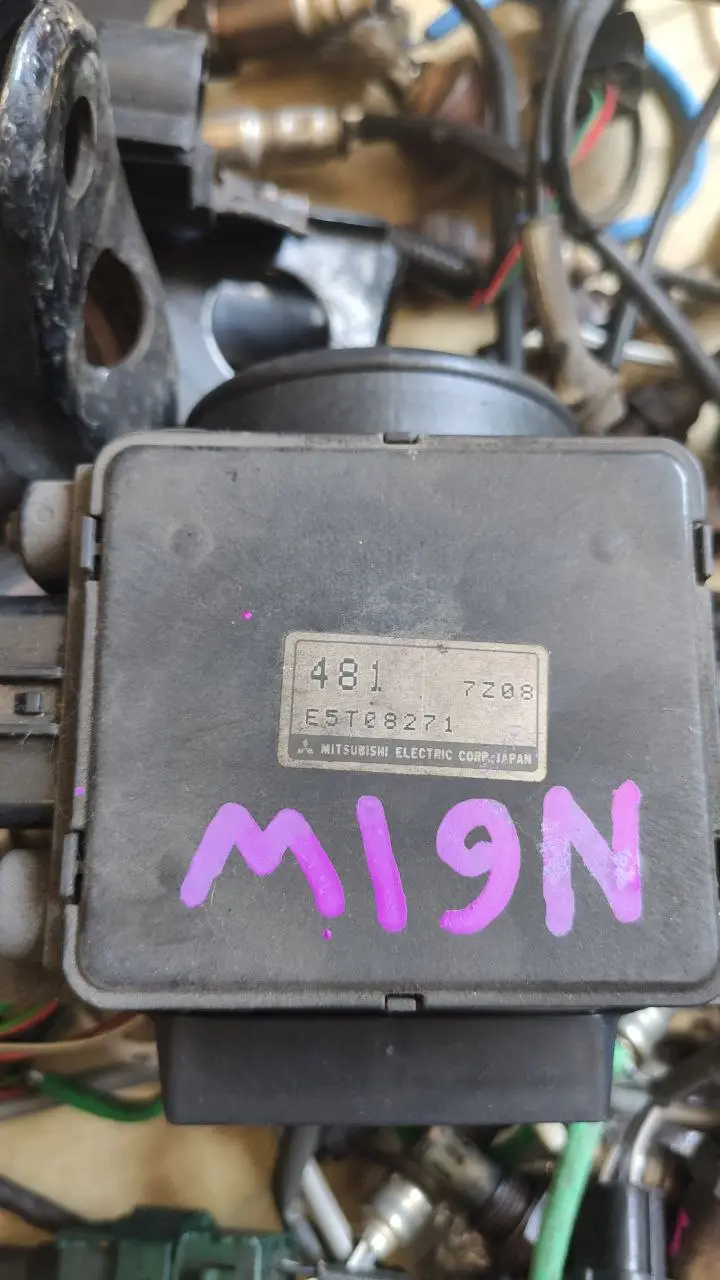 481 7Z08
E5T08271
MITSUBISHI ELECTRIC CORP.JAPAN
M19N